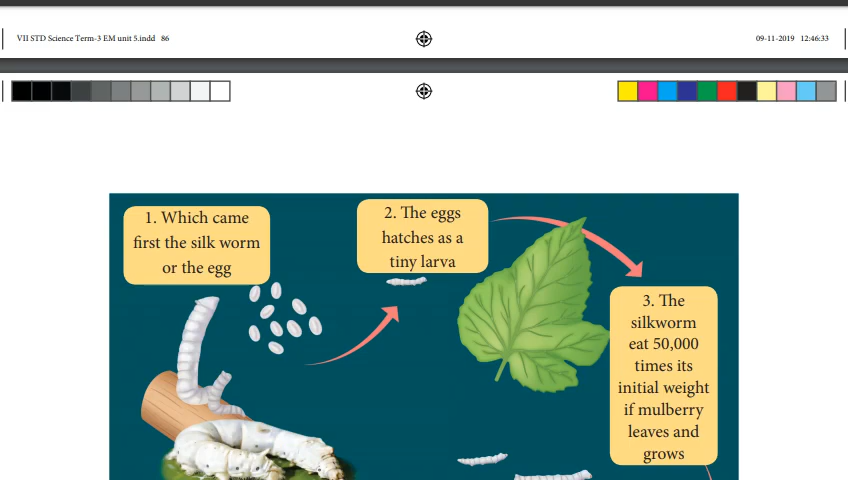 VII STD Science Term-3 EM unit 5.indd 86
09-11-2019 12:46:33
1. Which came
first the silk worm
or the egg
2. The eggs
hatches as a
tiny larva
3. The
silkworm
eat 50,000
times its
initial weight
if mulberry
leaves and
grows